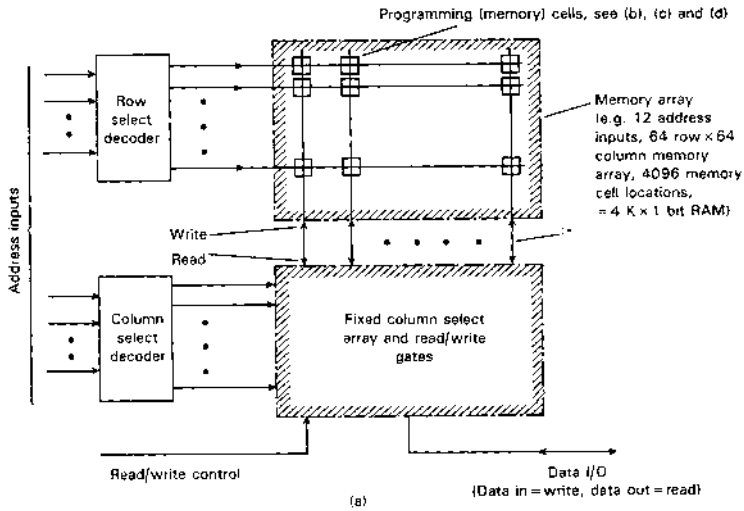 Programming (memory) cells, see (b), (c) and (d)
Address inputs
Row
select
decoder
Memory array
(e.g. 12 address
inputs, 64 row × 64
column memory
array, 4096 memory
cell locations,
= 4 K × 1 bit RAM)
Write
Read
Column
select
decoder
Fixed column select
array and read/write
gates
Read/write control
Data I/O
(Data in = write, data out = read)
(a)